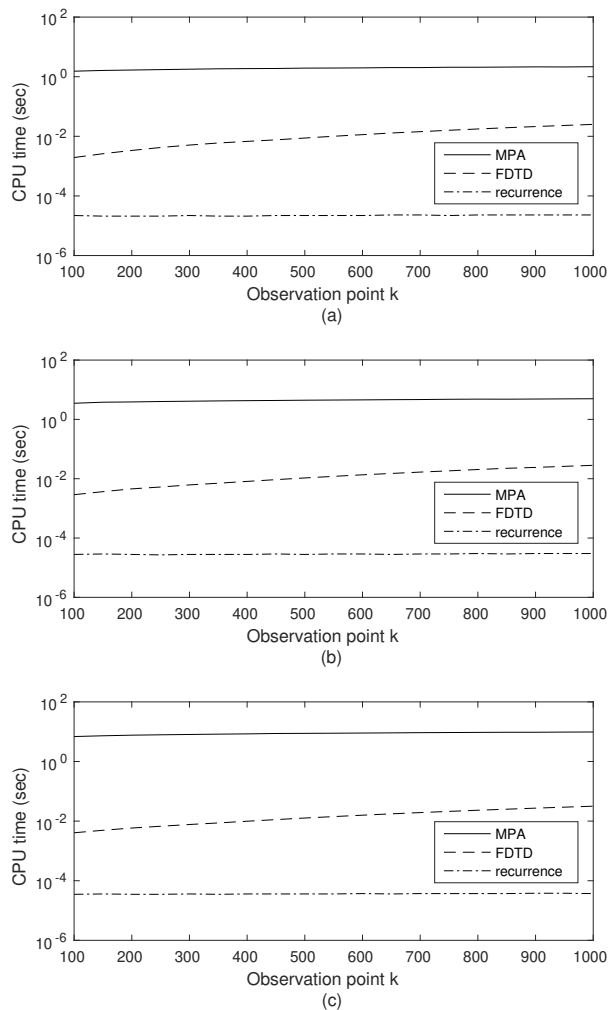 10^2
10^0
10^-2
10^-4
10^-6
CPU time (sec)
MPA
FDTD
recurrence
100 200 300 400 500 600 700 800 900 1000
Observation point k
(a)
10^2
10^0
10^-2
10^-4
10^-6
CPU time (sec)
MPA
FDTD
recurrence
100 200 300 400 500 600 700 800 900 1000
Observation point k
(b)
10^2
10^0
10^-2
10^-4
10^-6
CPU time (sec)
MPA
FDTD
recurrence
100 200 300 400 500 600 700 800 900 1000
Observation point k
(c)